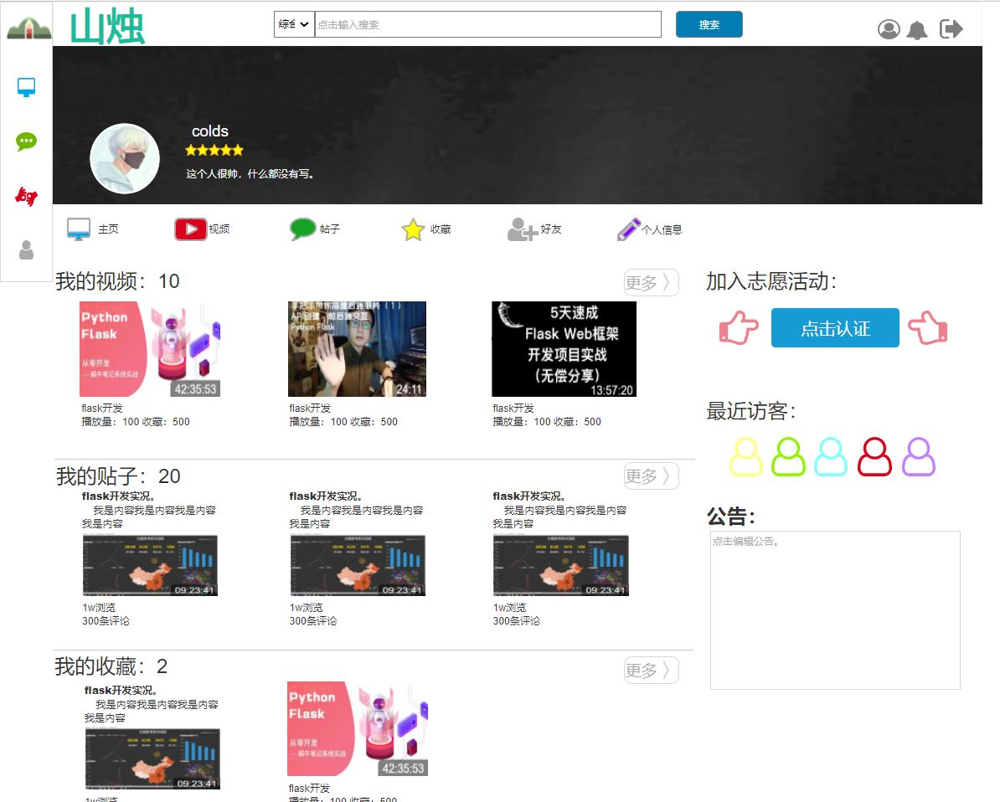 山烛
综合
点击输入搜索
搜索
colds
这个人很帅，什么都没有写。
主页
视频
帖子
收藏
好友
个人信息
我的视频：10
更多
Python
Flask
从零开发
---蜗牛笔记系统实战
42:35:53
flask开发
播放量：100 收藏：500
API创建，前后端交互
Python Flask
24:11
flask开发
播放量：100 收藏：500
5天速成
Flask Web框架
开发项目实战
（无偿分享）
13:57:20
flask开发
播放量：100 收藏：500
我的贴子：20
更多
flask开发实况。
我是内容我是内容我是内容
我是内容
09:23:41
1w浏览
300条评论
flask开发实况。
我是内容我是内容我是内容
我是内容
09:23:41
1w浏览
300条评论
flask开发实况。
我是内容我是内容我是内容
我是内容
09:23:41
1w浏览
300条评论
我的收藏：2
更多
flask开发实况。
我是内容我是内容我是内容
我是内容
09:23:41
1w浏览
Python
Flask
从零开发
---蜗牛笔记系统实战
42:35:53
flask开发
播放量：100 收藏：500
加入志愿活动：
点击认证
最近访客：
公告：
点击编辑公告。